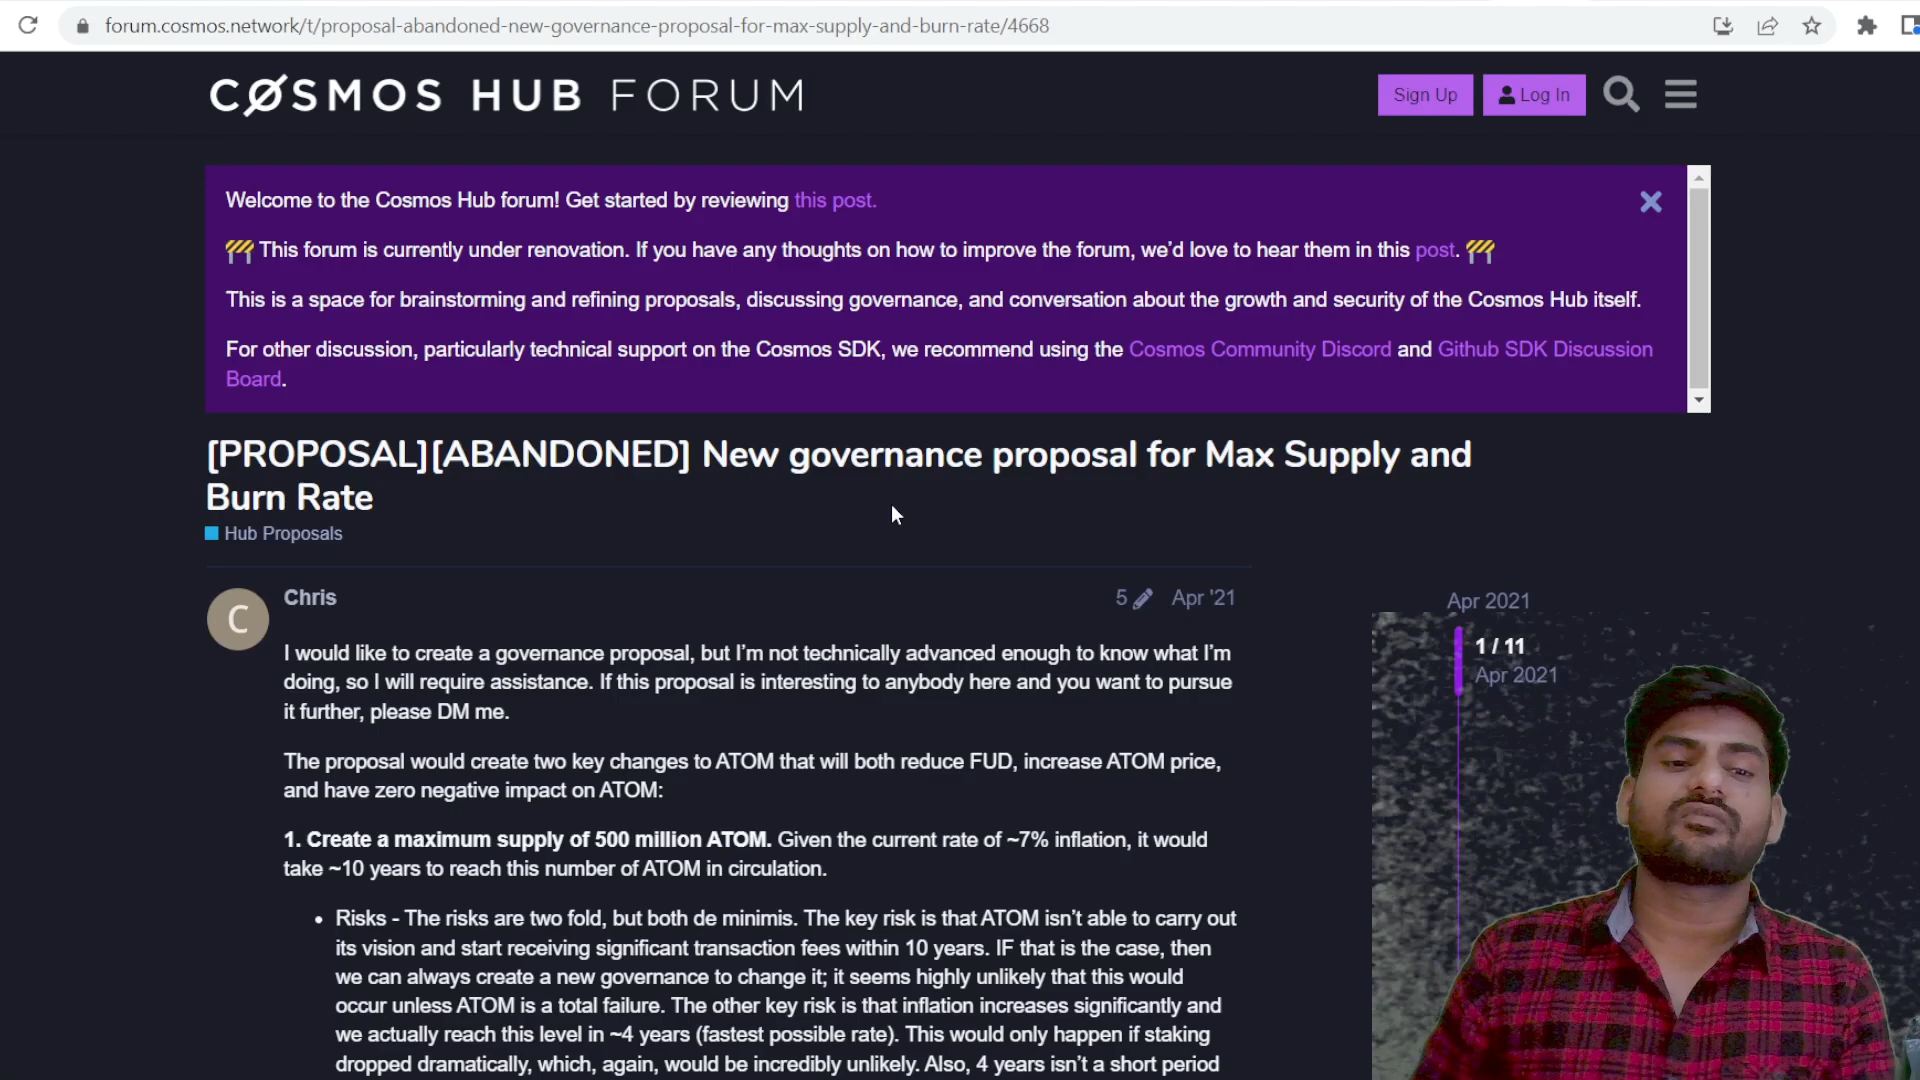 forum.cosmos.network/t/proposal-abandoned-new-governance-proposal-for-max-supply-and-burn-rate/4668
CØSMOS HUB FORUM
Sign Up
Log In
Welcome to the Cosmos Hub forum! Get started by reviewing this post.
🚧 This forum is currently under renovation. If you have any thoughts on how to improve the forum, we'd love to hear them in this post. 🚧
This is a space for brainstorming and refining proposals, discussing governance, and conversation about the growth and security of the Cosmos Hub itself.
For other discussion, particularly technical support on the Cosmos SDK, we recommend using the Cosmos Community Discord and Github SDK Discussion
Board.
[PROPOSAL][ABANDONED] New governance proposal for Max Supply and
Burn Rate
Hub Proposals
C
Chris
5
Apr '21
I would like to create a governance proposal, but I'm not technically advanced enough to know what I'm
doing, so I will require assistance. If this proposal is interesting to anybody here and you want to pursue
it further, please DM me.
The proposal would create two key changes to ATOM that will both reduce FUD, increase ATOM price,
and have zero negative impact on ATOM:
1. Create a maximum supply of 500 million ATOM. Given the current rate of ~7% inflation, it would
take ~10 years to reach this number of ATOM in circulation.
• Risks - The risks are two fold, but both de minimis. The key risk is that ATOM isn't able to carry out
its vision and start receiving significant transaction fees within 10 years. IF that is the case, then
we can always create a new governance to change it; it seems highly unlikely that this would
occur unless ATOM is a total failure. The other key risk is that inflation increases significantly and
we actually reach this level in ~4 years (fastest possible rate). This would only happen if staking
dropped dramatically, which, again, would be incredibly unlikely. Also, 4 years isn't a short period
Apr 2021
1 / 11
Apr 2021